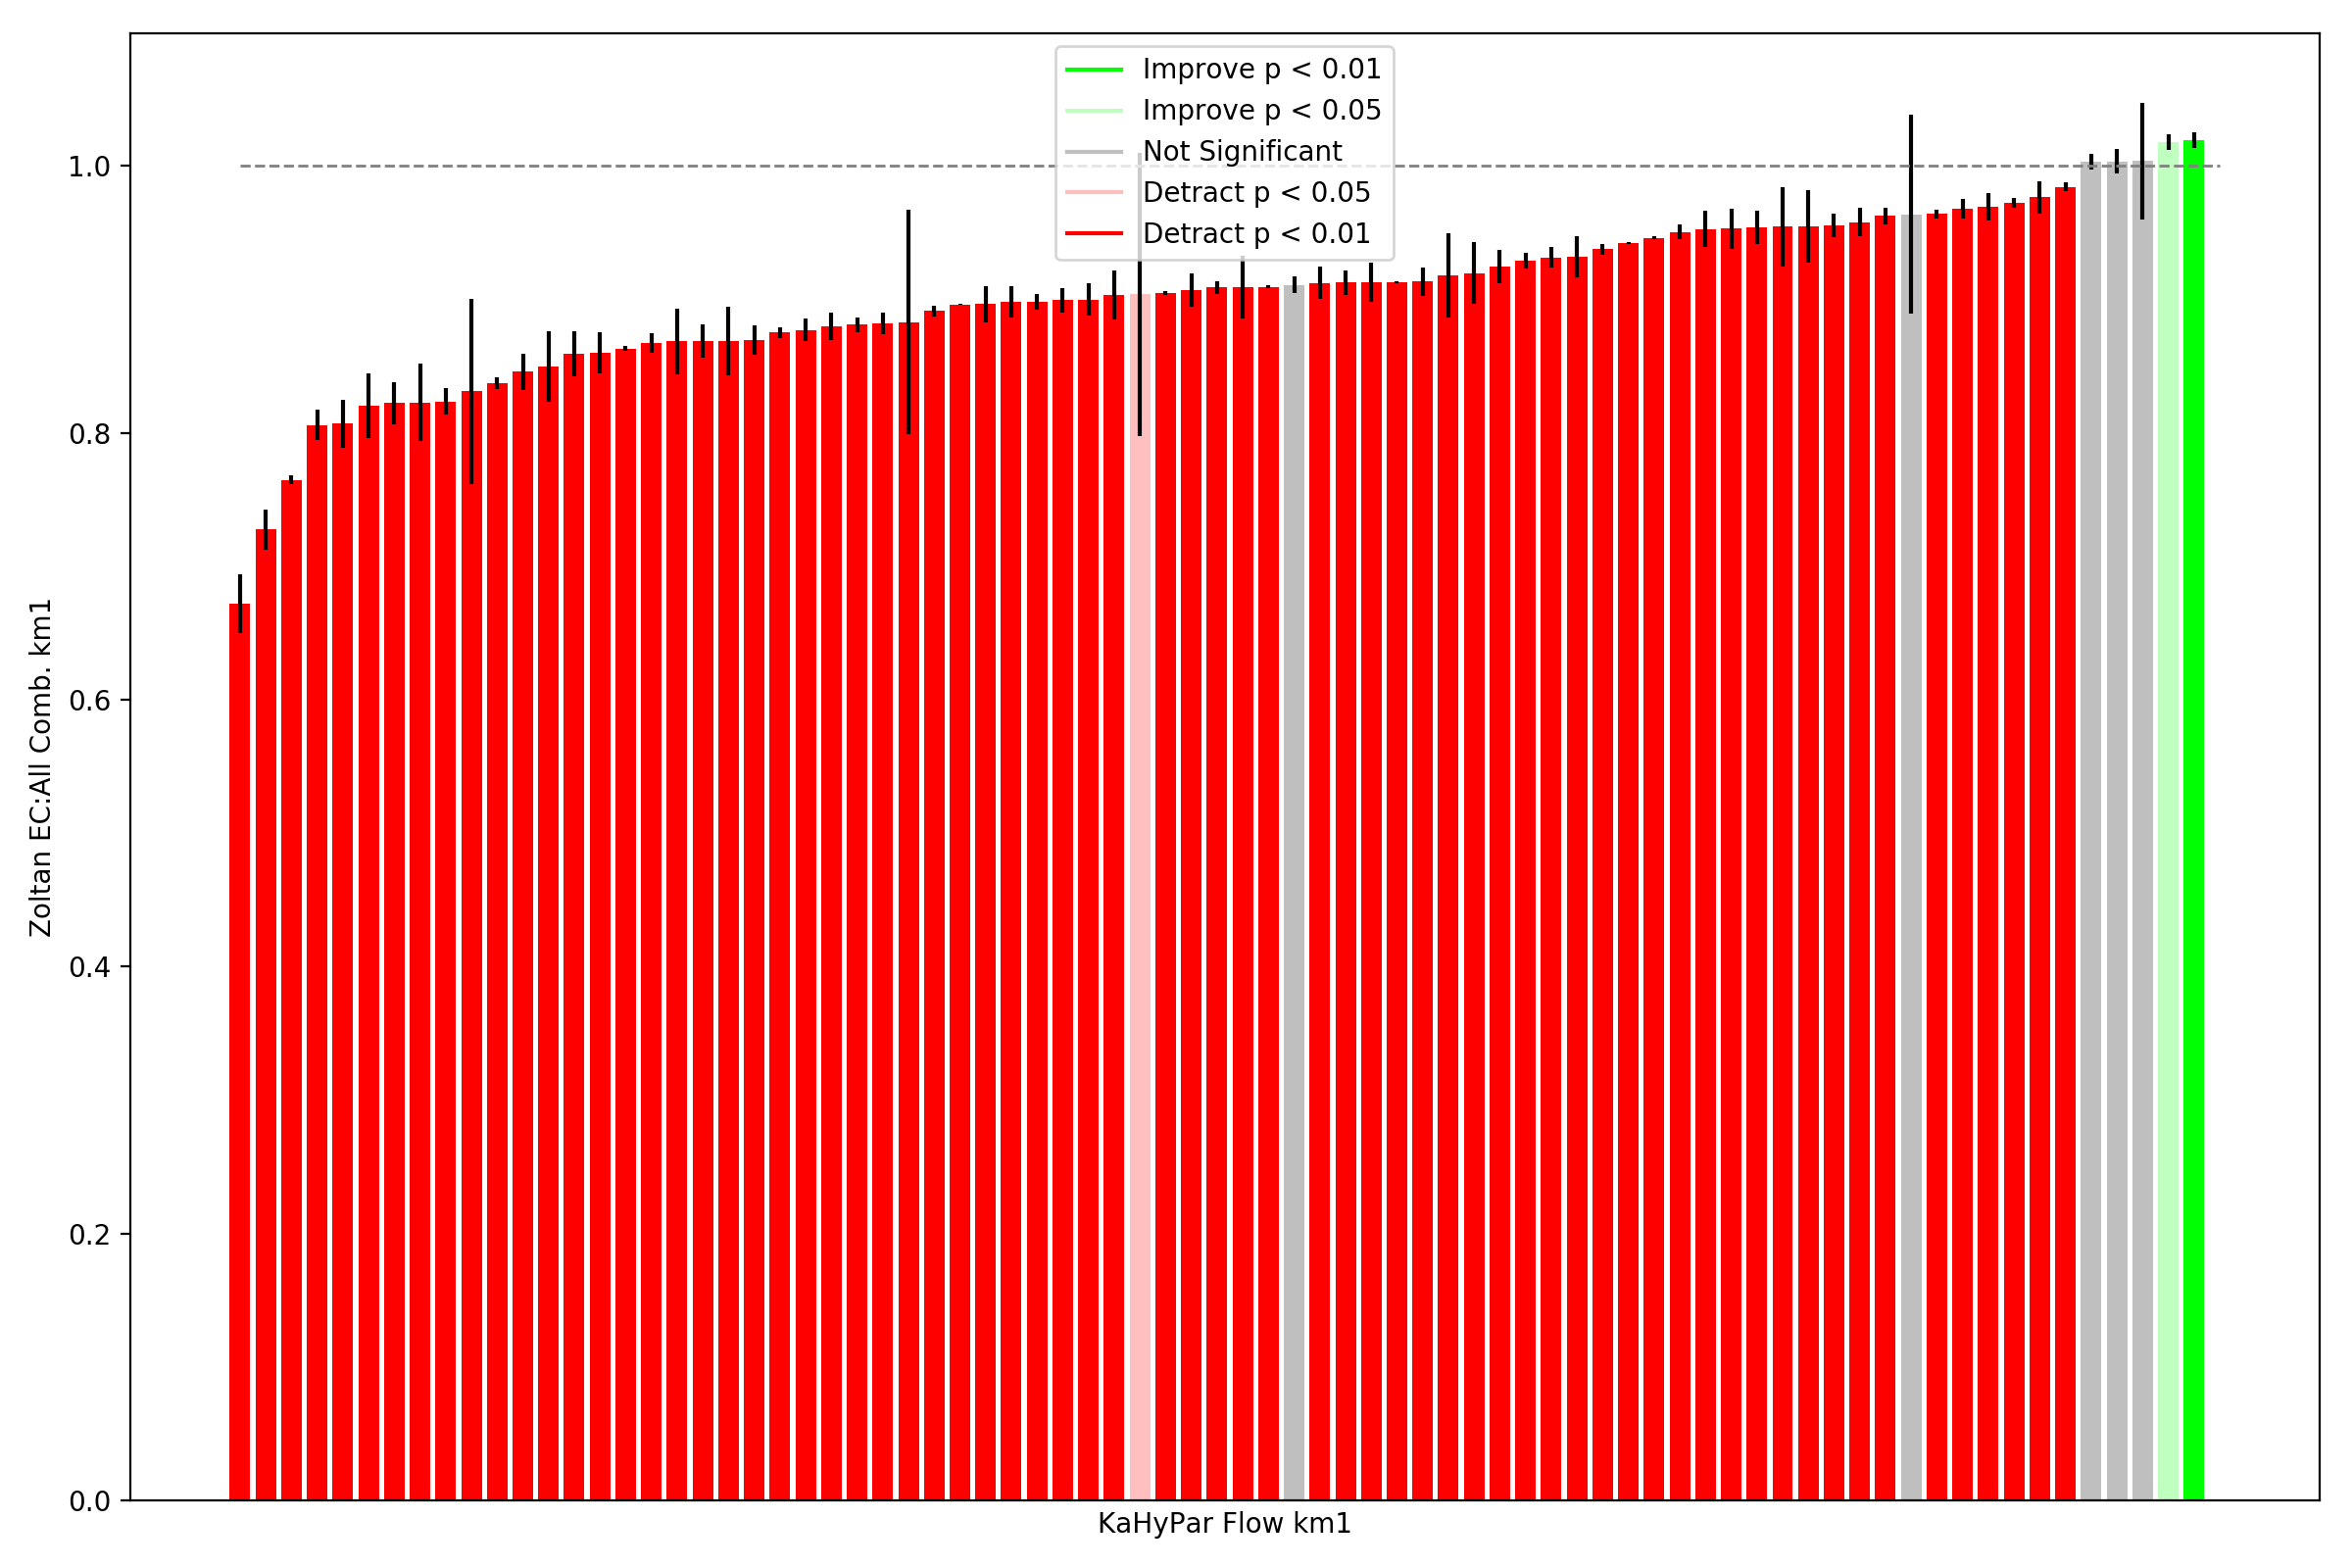 Improve p < 0.01
Improve p < 0.05
Not Significant
Detract p < 0.05
Detract p < 0.01
1.0
0.8
0.6
0.4
0.2
0.0
Zoltan EC:All Comb. km1
KaHyPar Flow km1